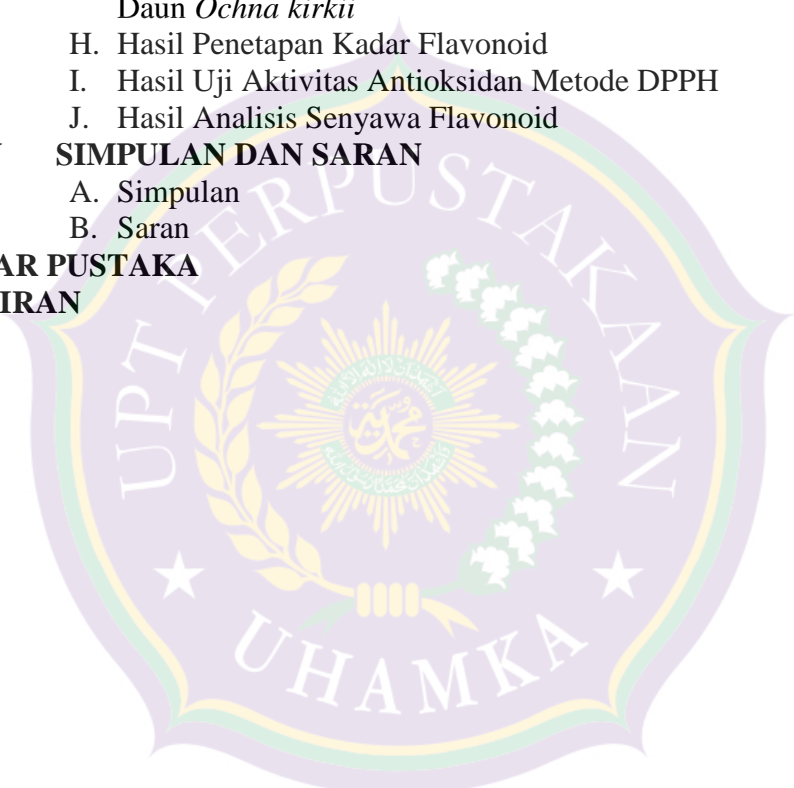 Daun Ochna kirkii
H. Hasil Penetapan Kadar Flavonoid
I. Hasil Uji Aktivitas Antioksidan Metode DPPH
J. Hasil Analisis Senyawa Flavonoid
SIMPULAN DAN SARAN
A. Simpulan
B. Saran
AR PUSTAKA
IRAN
UPT PERPUSTAKAAN
محمدية
UHAMKA